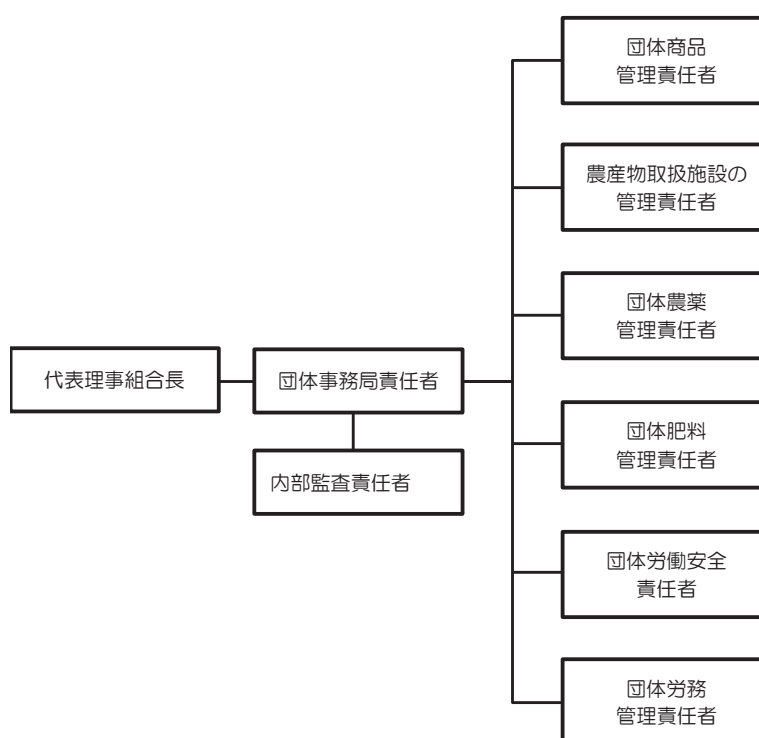 団体商品
管理責任者
農産物取扱施設の
管理責任者
団体農薬
管理責任者
代表理事組合長
団体事務局責任者
団体肥料
管理責任者
内部監査責任者
団体労働安全
責任者
団体労務
管理責任者